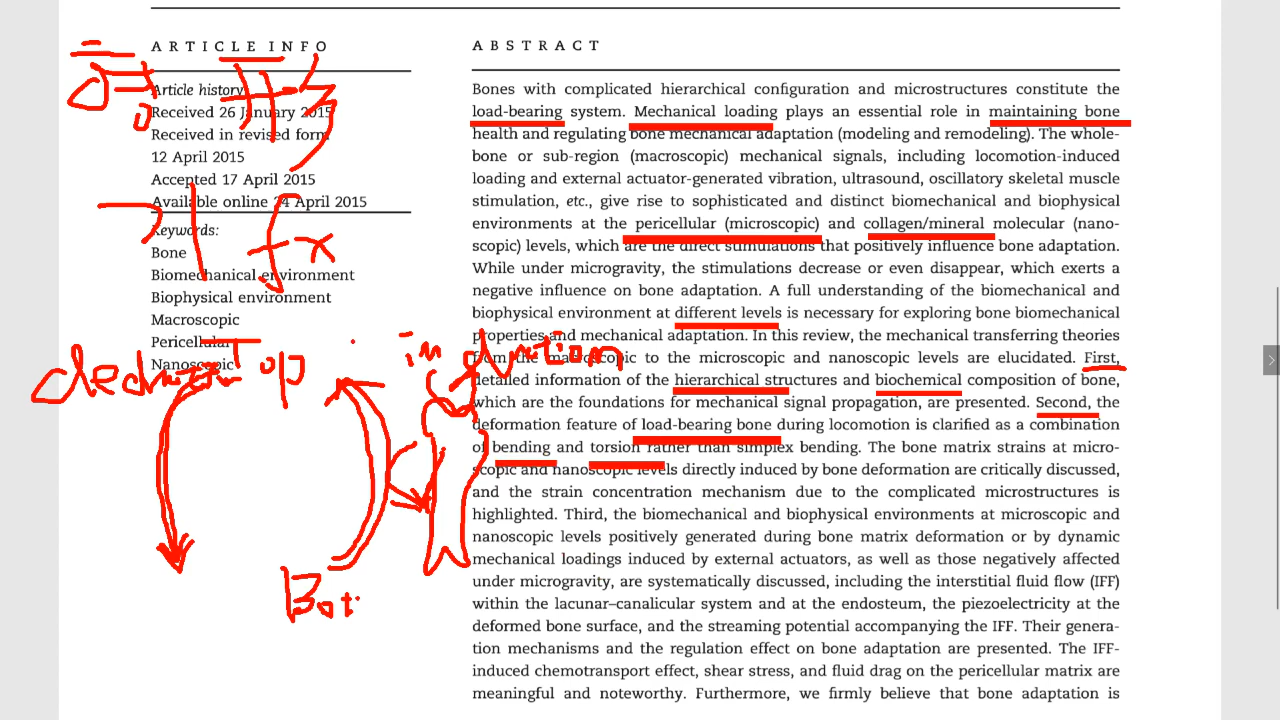 ARTICLE INFO
Article history
Received 26 January 2015
Received in revised form
12 April 2015
Accepted 17 April 2015
Available online 24 April 2015
Keywords:
Bone
Biomechanical environment
Biophysical environment
Macroscopic
Pericellular
Nanoscopic
ABSTRACT
Bones with complicated hierarchical configuration and microstructures constitute the
load-bearing system. Mechanical loading plays an essential role in maintaining bone
health and regulating bone mechanical adaptation (modeling and remodeling). The whole-
bone or sub-region (macroscopic) mechanical signals, including locomotion-induced
loading and external actuator-generated vibration, ultrasound, oscillatory skeletal muscle
stimulation, etc., give rise to sophisticated and distinct biomechanical and biophysical
environments at the pericellular (microscopic) and collagen/mineral molecular (nano-
scopic) levels, which are the direct stimulations that positively influence bone adaptation.
While under microgravity, the stimulations decrease or even disappear, which exerts a
negative influence on bone adaptation. A full understanding of the biomechanical and
biophysical environment at different levels is necessary for exploring bone biomechanical
properties and mechanical adaptation. In this review, the mechanical transferring theories
from the macroscopic to the microscopic and nanoscopic levels are elucidated. First,
detailed information of the hierarchical structures and biochemical composition of bone,
which are the foundations for mechanical signal propagation, are presented. Second, the
deformation feature of load-bearing bone during locomotion is clarified as a combination
of bending and torsion rather than simplex bending. The bone matrix strains at micro-
scopic and nanoscopic levels directly induced by bone deformation are critically discussed,
and the strain concentration mechanism due to the complicated microstructures is
highlighted. Third, the biomechanical and biophysical environments at microscopic and
nanoscopic levels positively generated during bone matrix deformation or by dynamic
mechanical loadings induced by external actuators, as well as those negatively affected
under microgravity, are systematically discussed, including the interstitial fluid flow (IFF)
within the lacunar–canalicular system and at the endosteum, the piezoelectricity at the
deformed bone surface, and the streaming potential accompanying the IFF. Their genera-
tion mechanisms and the regulation effect on bone adaptation are presented. The IFF-
induced chemotransport effect, shear stress, and fluid drag on the pericellular matrix are
meaningful and noteworthy. Furthermore, we firmly believe that bone adaptation is
Top
Bot